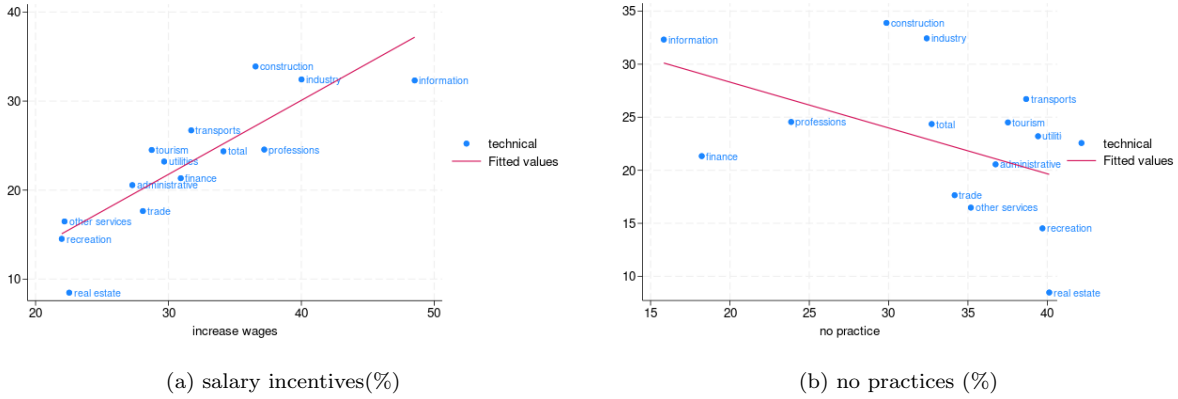 40
30
20
10
construction
industry
information
transports
tourism
total
professions
utilities
finance
administrative
trade
other services
recreation
real estate
20 30 40 50
increase wages
technical
Fitted values
(a) salary incentives(%)
35
30
25
20
15
10
construction
information
industry
transports
professions
total
tourism
utiliti
finance
administrative
trade
other services
recreation
real estate
15 20 25 30 35 40
no practice
technical
Fitted values
(b) no practices (%)